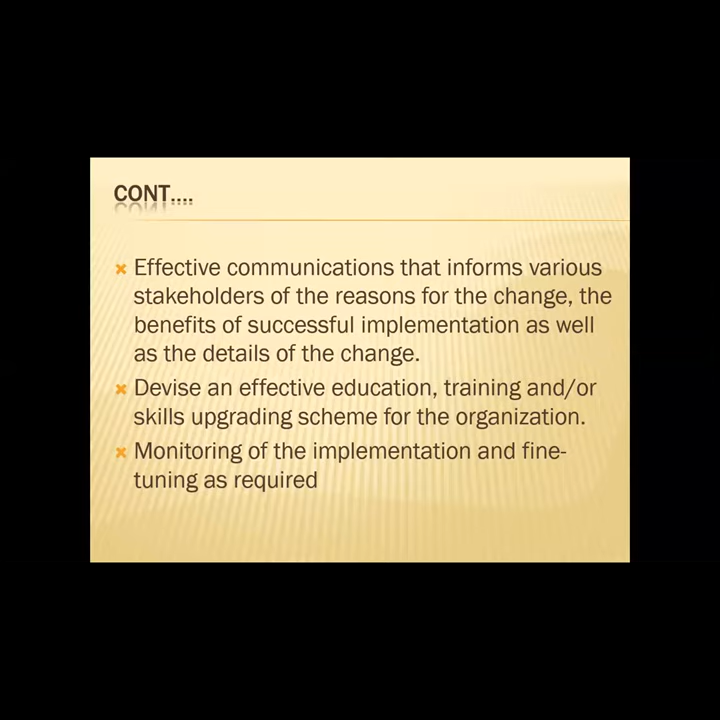 CONT....
Effective communications that informs various
stakeholders of the reasons for the change, the
benefits of successful implementation as well
as the details of the change.
Devise an effective education, training and/or
skills upgrading scheme for the organization.
Monitoring of the implementation and fine-
tuning as required